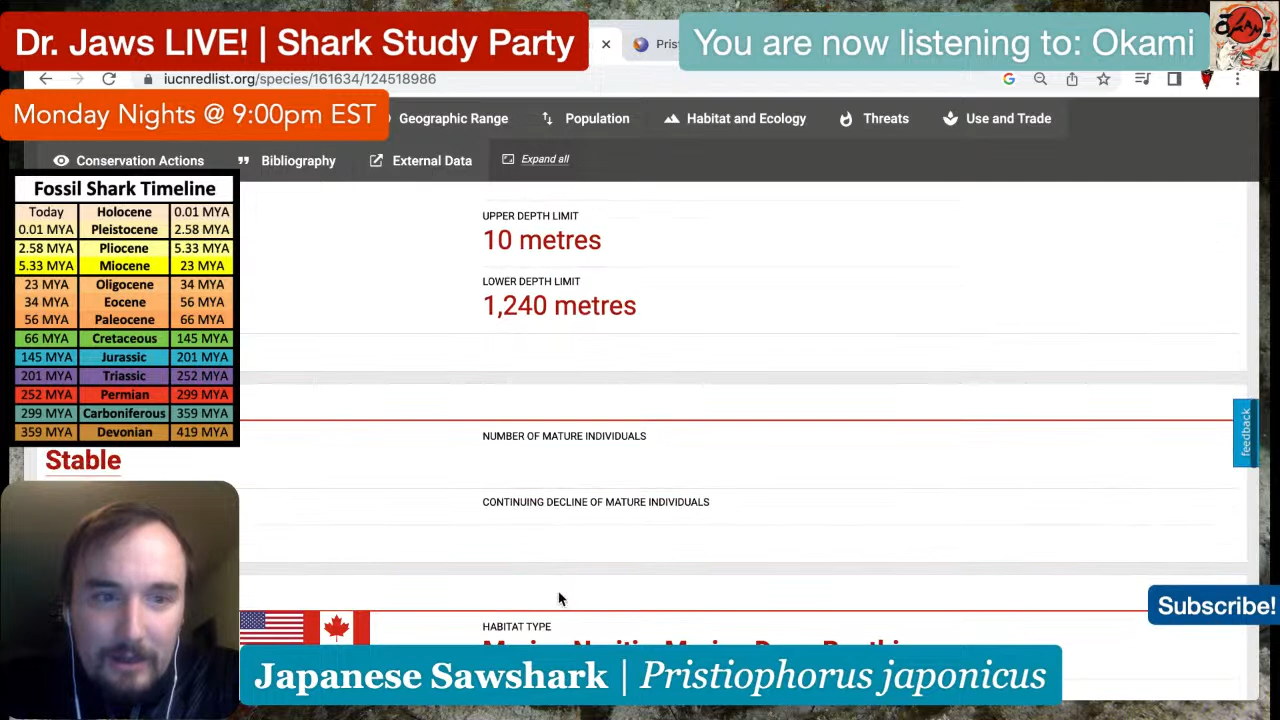 Dr. Jaws LIVE! | Shark Study Party
Pris
You are now listening to: Okami
iucnredlist.org/species/161634/124518986
Monday Nights @ 9:00pm EST
Geographic Range
Population
Habitat and Ecology
Threats
Use and Trade
Conservation Actions
Bibliography
External Data
Expand all
Fossil Shark Timeline
Today Holocene 0.01 MYA
0.01 MYA Pleistocene 2.58 MYA
2.58 MYA Pliocene 5.33 MYA
5.33 MYA Miocene 23 MYA
23 MYA Oligocene 34 MYA
34 MYA Eocene 56 MYA
56 MYA Paleocene 66 MYA
66 MYA Cretaceous 145 MYA
145 MYA Jurassic 201 MYA
201 MYA Triassic 252 MYA
252 MYA Permian 299 MYA
299 MYA Carboniferous 359 MYA
359 MYA Devonian 419 MYA
UPPER DEPTH LIMIT
10 metres
LOWER DEPTH LIMIT
1,240 metres
feedback
NUMBER OF MATURE INDIVIDUALS
Stable
CONTINUING DECLINE OF MATURE INDIVIDUALS
Subscribe!
HABITAT TYPE
Japanese Sawshark | Pristiophorus japonicus